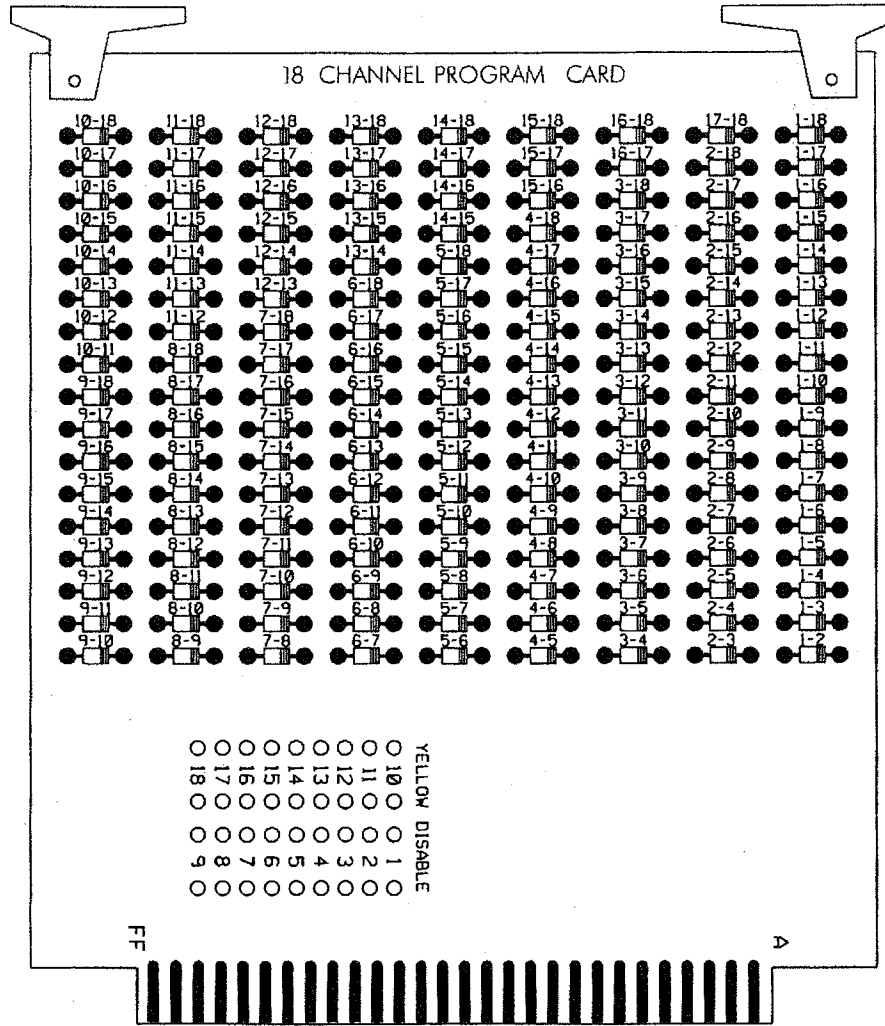 18 CHANNEL PROGRAM CARD
10-18 11-18 12-18 13-18 14-18 15-18 16-18 17-18 1-18
10-17 11-17 12-17 13-17 14-17 15-17 16-17 2-18 1-17
10-16 11-16 12-16 13-16 14-16 15-16 3-18 2-17 1-16
10-15 11-15 12-15 13-15 14-15 4-18 3-17 2-16 1-15
10-14 11-14 12-14 13-14 5-18 4-17 3-16 2-15 1-14
10-13 11-13 12-13 6-18 5-17 4-16 3-15 2-14 1-13
10-12 11-12 7-18 6-17 5-16 4-15 3-14 2-13 1-12
10-11 8-18 7-17 6-16 5-15 4-14 3-13 2-12 1-11
9-18 8-17 7-16 6-15 5-14 4-13 3-12 2-11 1-10
9-17 8-16 7-15 6-14 5-13 4-12 3-11 2-10 1-9
9-16 8-15 7-14 6-13 5-12 4-11 3-10 2-9 1-8
9-15 8-14 7-13 6-12 5-11 4-10 3-9 2-8 1-7
9-14 8-13 7-12 6-11 5-10 4-9 3-8 2-7 1-6
9-13 8-12 7-11 6-10 5-9 4-8 3-7 2-6 1-5
9-12 8-11 7-10 6-9 5-8 4-7 3-6 2-5 1-4
9-11 8-10 7-9 6-8 5-7 4-6 3-5 2-4 1-3
9-10 8-9 7-8 6-7 5-6 4-5 3-4 2-3 1-2
YELLOW DISABLE
10 1
11 2
12 3
13 4
14 5
15 6
16 7
17 8
18 9
FF
A